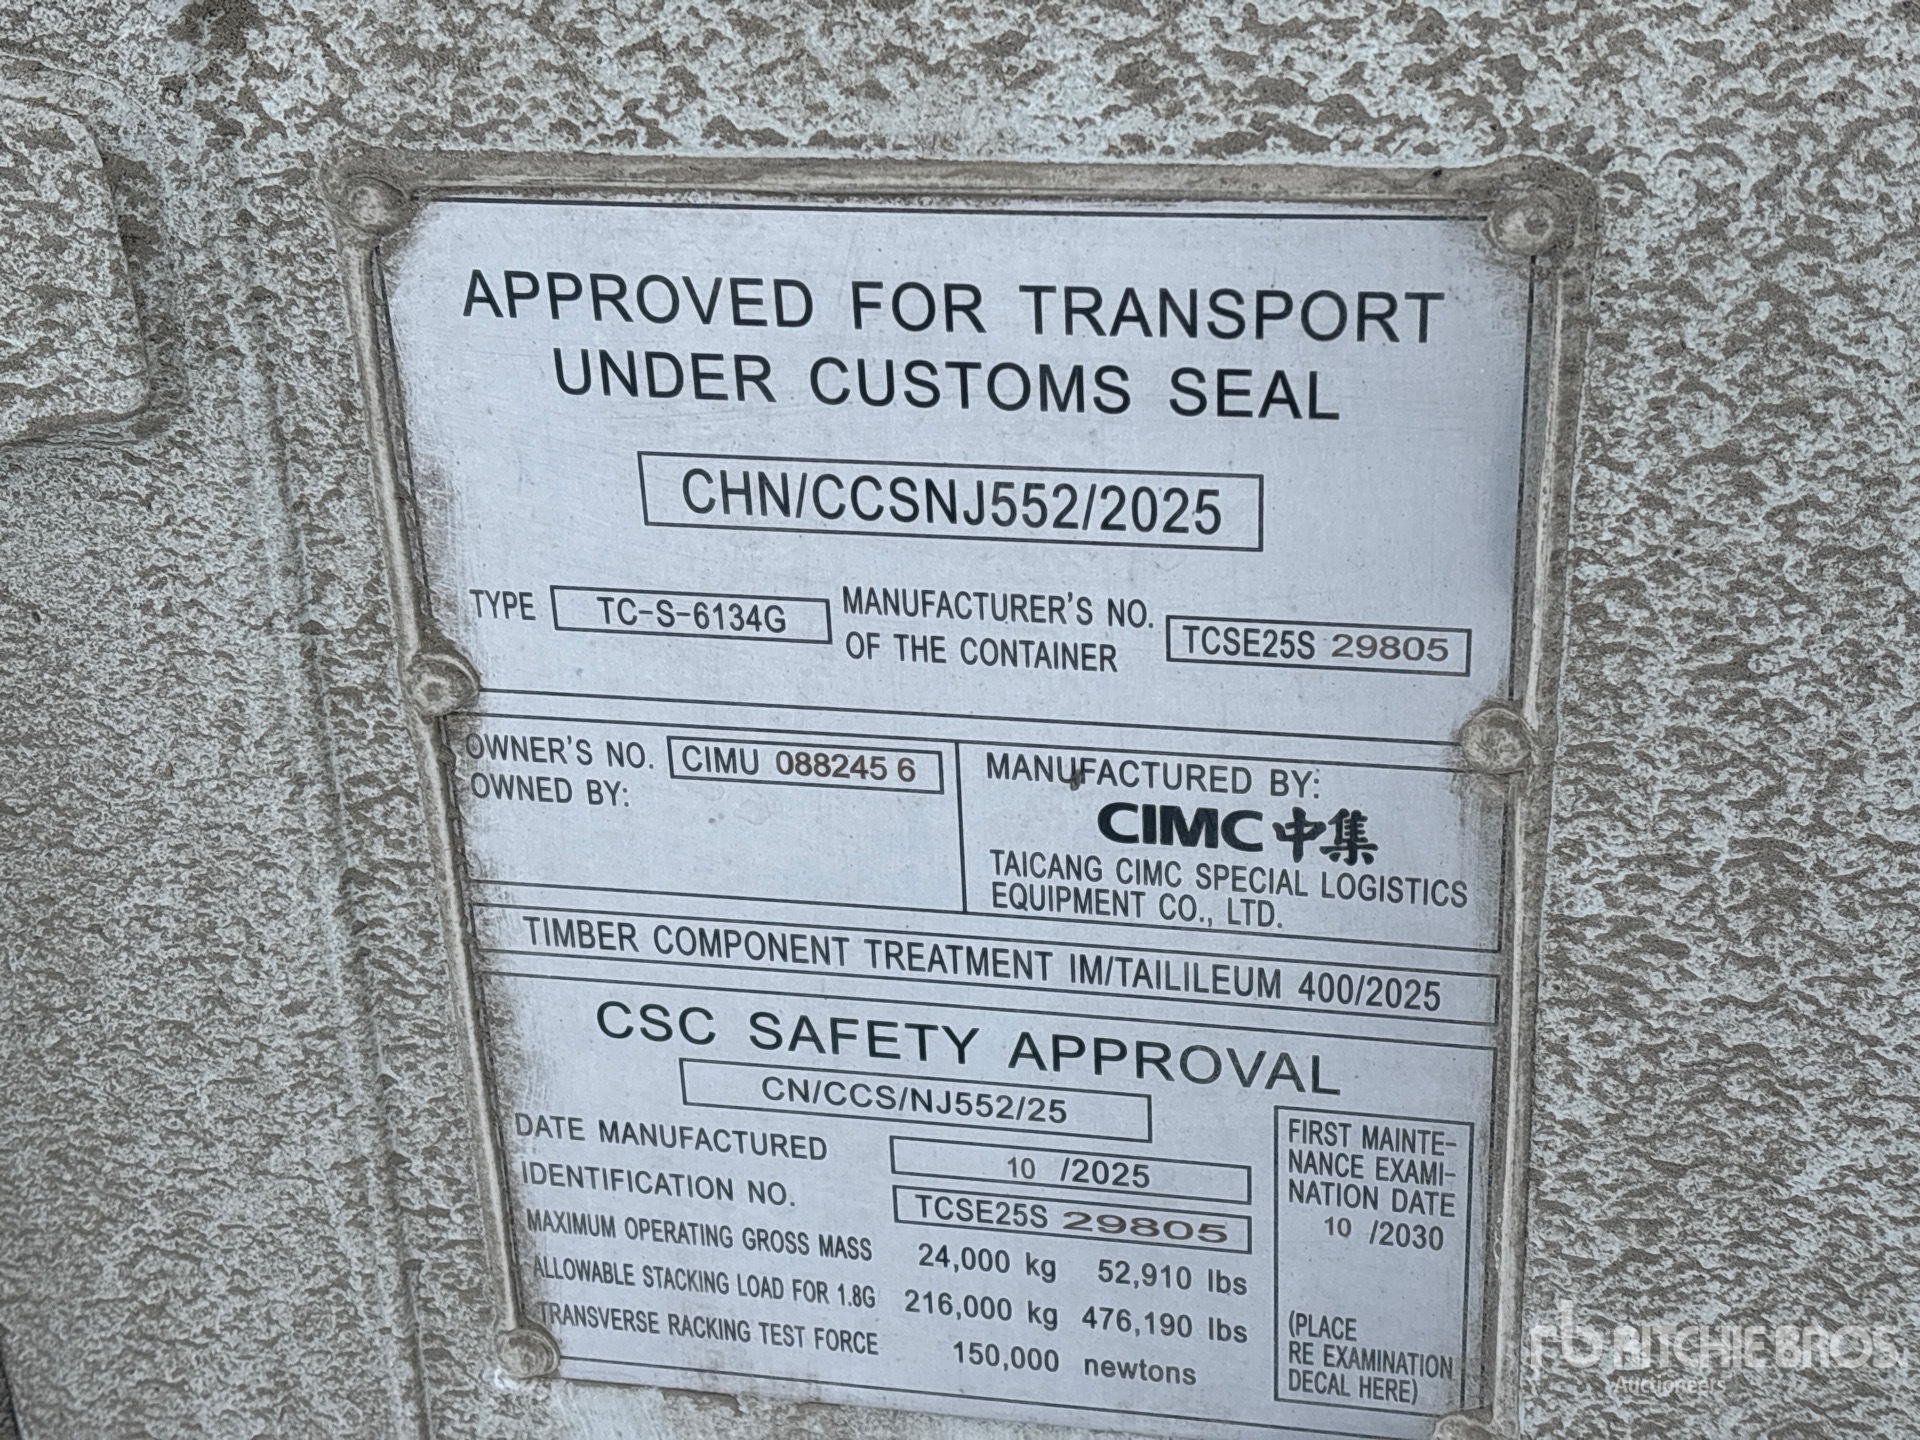 APPROVED FOR TRANSPORT
UNDER CUSTOMS SEAL
CHN/CCSNJ552/2025
TYPE TC-S-6134G MANUFACTURER'S NO. OF THE CONTAINER TCSE25S 29805
OWNER'S NO. CIMU 088245 6
OWNED BY:
MANUFACTURED BY:
CIMC 中集
TAICANG CIMC SPECIAL LOGISTICS
EQUIPMENT CO., LTD.
TIMBER COMPONENT TREATMENT IM/TAILILEUM 400/2025
CSC SAFETY APPROVAL
CN/CCS/NJ552/25
DATE MANUFACTURED 10 /2025
IDENTIFICATION NO. TCSE25S 29805
MAXIMUM OPERATING GROSS MASS 24,000 kg 52,910 lbs
ALLOWABLE STACKING LOAD FOR 1.8G 216,000 kg 476,190 lbs
TRANSVERSE RACKING TEST FORCE 150,000 newtons
FIRST MAINTE-
NANCE EXAMI-
NATION DATE
10 /2030
(PLACE
RE EXAMINATION
DECAL HERE)
rb RITCHIE BROS.
Auctioneers